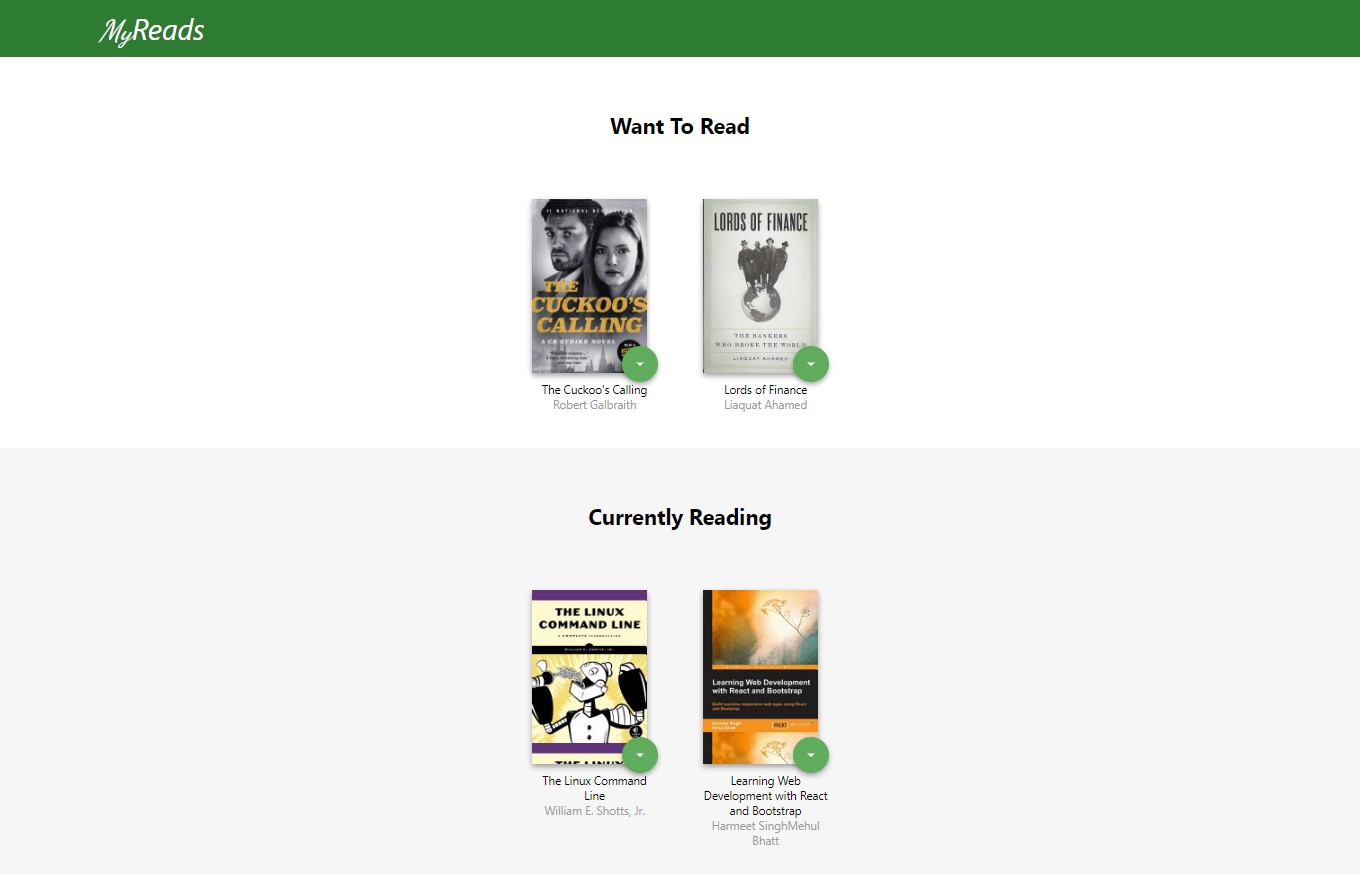 MyReads
Want To Read
#1 NATIONAL BESTSELLER
THE
CUCKOO'S
CALLING
A CB STRIKE NOVEL
LORDS OF FINANCE
THE BANKERS
WHO BROKE THE WORLD
LIAQUAT AHAMED
The Cuckoo's Calling
Robert Galbraith
Lords of Finance
Liaquat Ahamed
Currently Reading
THE LINUX
COMMAND LINE
A COMPLETE INTRODUCTION
WILLIAM E. SHOTTS, JR.
THE LINUX
Learning Web Development
with React and Bootstrap
Build real-time responsive web apps using React
and Bootstrap
Harmeet Singh
Mehul Bhatt
PACKT
The Linux Command
Line
William E. Shotts, Jr.
Learning Web
Development with React
and Bootstrap
Harmeet SinghMehul
Bhatt